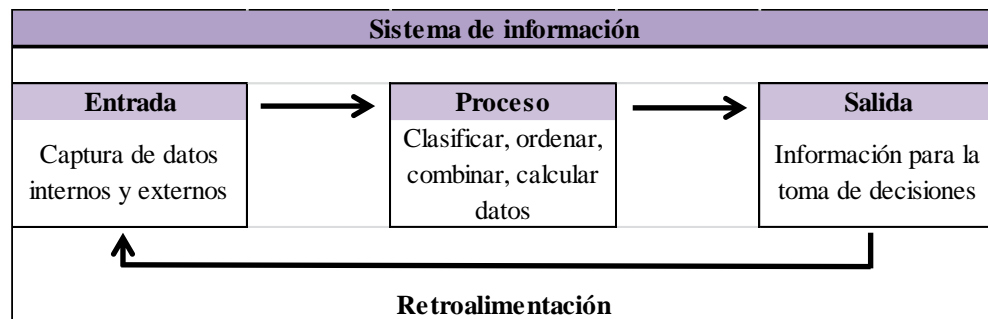 Sistema de información
Entrada
Captura de datos
internos y externos
Proceso
Clasificar, ordenar,
combinar, calcular
datos
Salida
Información para la
toma de decisiones
Retroalimentación